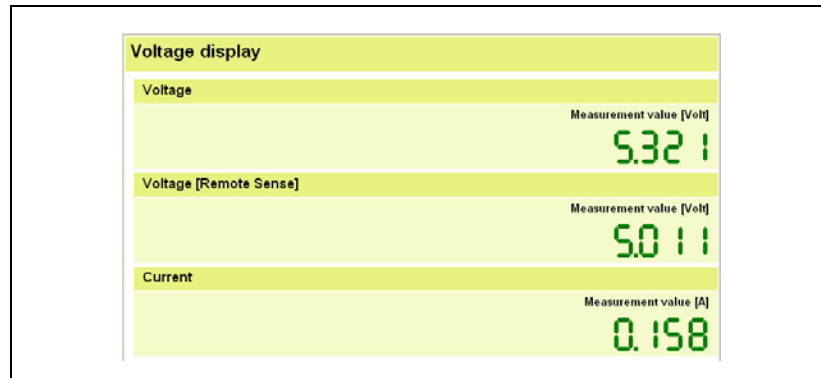 Voltage display
Voltage
Measurement value [Volt]
5.321
Voltage [Remote Sense]
Measurement value [Volt]
5.011
Current
Measurement value [A]
0.158